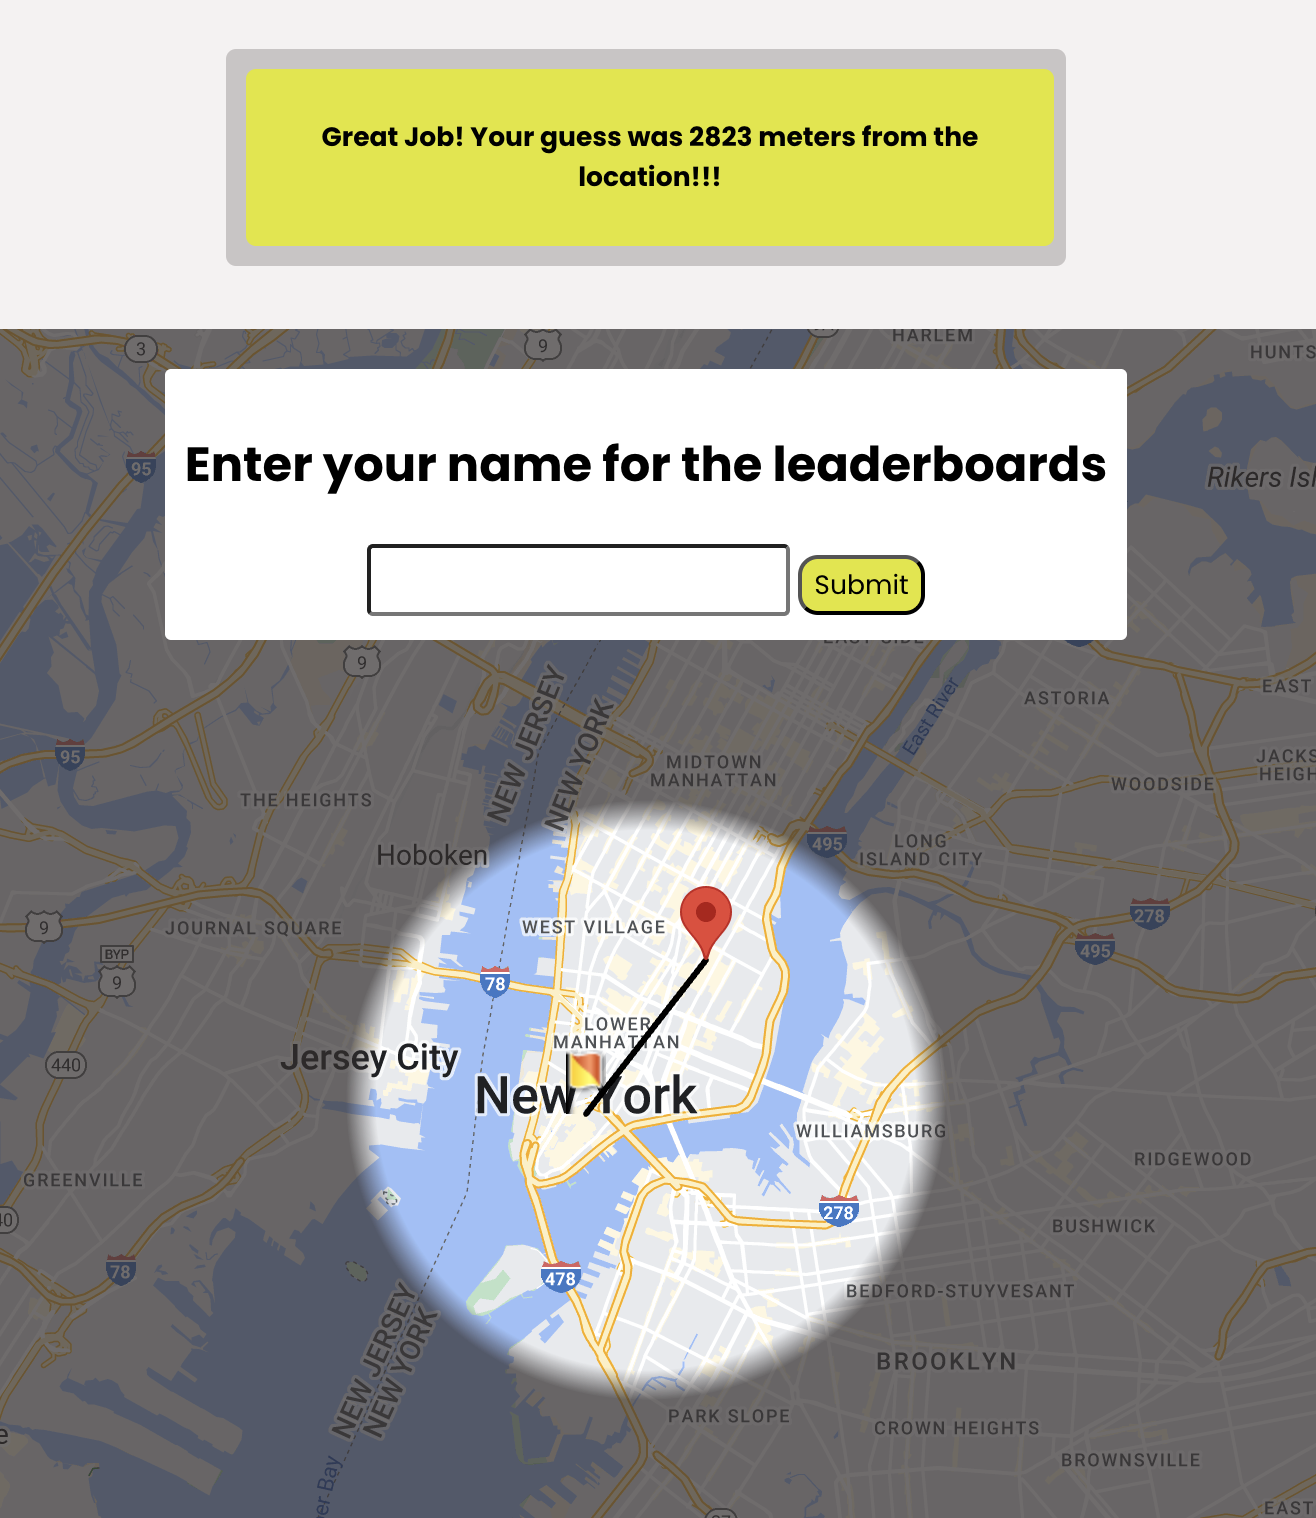 Great Job! Your guess was 2823 meters from the
location!!!
HARLEM
3
9
HUNTS
Enter your name for the leaderboards
95
Rikers Isl
Submit
EAST SIDE
9
NEW JERSEY
NEW YORK
East River
ASTORIA
EAST
95
MIDTOWN
MANHATTAN
JACKS
HEIGH
WOODSIDE
THE HEIGHTS
495
LONG
ISLAND CITY
Hoboken
9
JOURNAL SQUARE
WEST VILLAGE
278
495
BYP
9
78
LOWER
MANHATTAN
440
Jersey City
New York
WILLIAMSBURG
RIDGEWOOD
GREENVILLE
40
278
BUSHWICK
78
478
BEDFORD-STUYVESANT
NEW JERSEY
NEW YORK
BROOKLYN
PARK SLOPE
CROWN HEIGHTS
e
BROWNSVILLE
per Bay
EAST